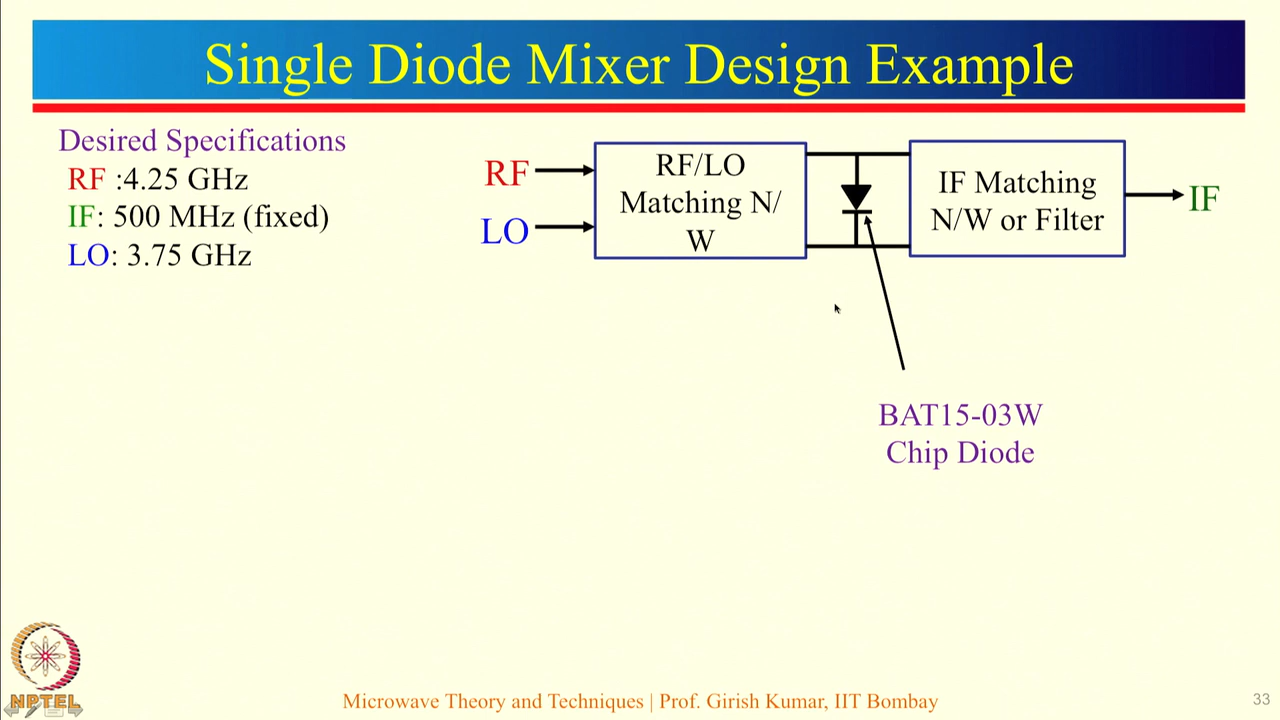 Single Diode Mixer Design Example
Desired Specifications
RF :4.25 GHz
IF: 500 MHz (fixed)
LO: 3.75 GHz
RF
LO
RF/LO
Matching N/
W
IF Matching
N/W or Filter
IF
BAT15-03W
Chip Diode
NPTEL
Microwave Theory and Techniques | Prof. Girish Kumar, IIT Bombay
33